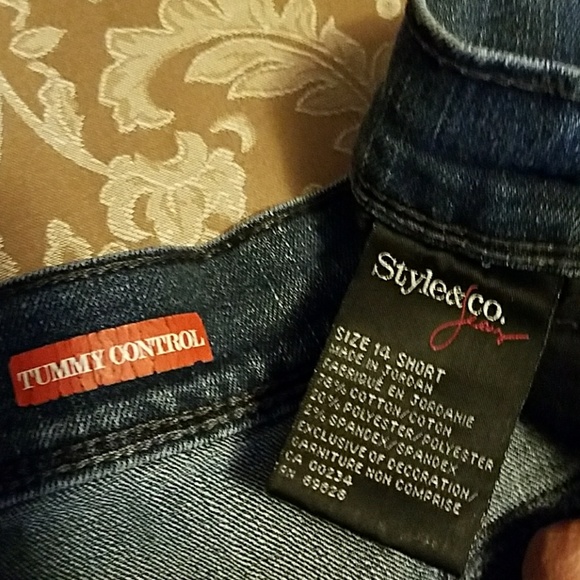 TUMMY CONTROL
Style&co.
Jeans
SIZE 14 SHORT
MADE IN JORDAN
FABRIQUÉ EN JORDANIE
78% COTTON/COTON
20% POLYESTER/POLYESTER
2% SPANDEX/SPANDEX
EXCLUSIVE OF DECORATION/
GARNITURE NON COMPRISE
CA 00234
RN 89628